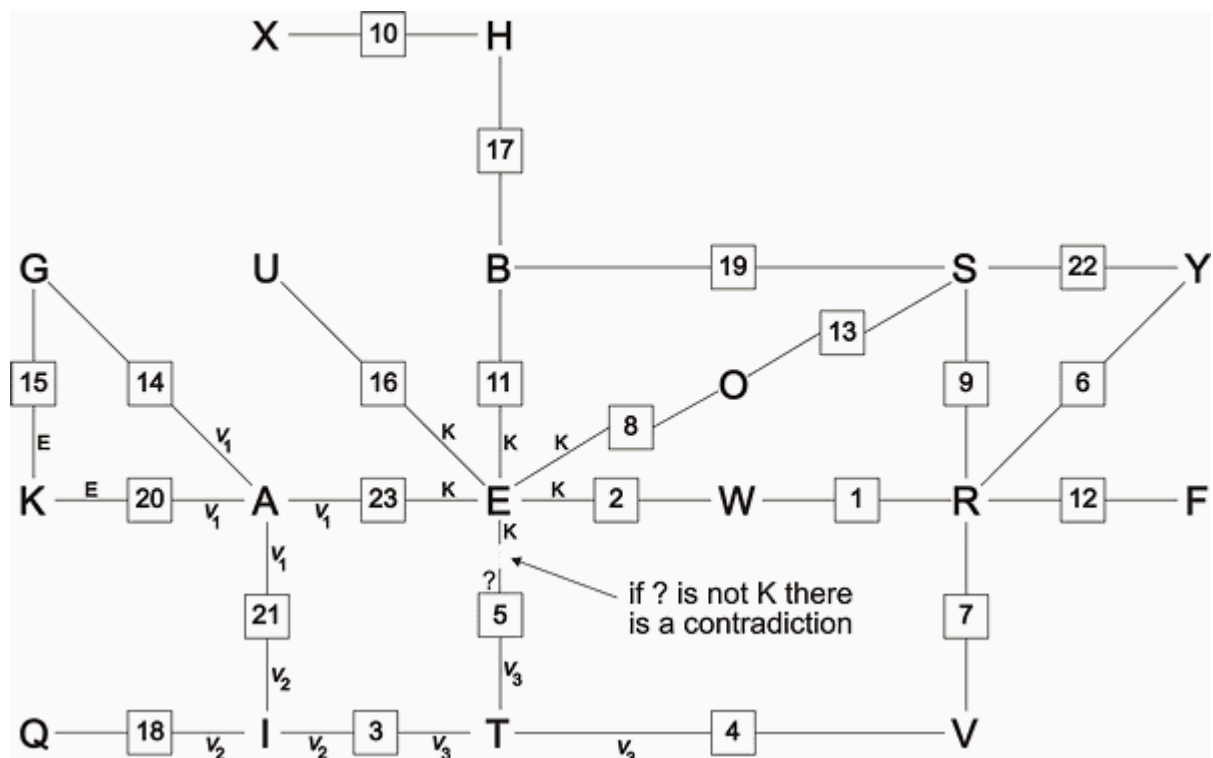 X 10 H
17
G U B 19 S 22 Y
13
15 14 16 11 O 9 6
8
E V1 K K K
K E 20 V1 A V1 23 K E K 2 W 1 R 12 F
K
V1
? if ? is not K there
is a contradiction
21 5 7
V2 V3
Q 18 V2 I V2 3 V3 T V3 4 V